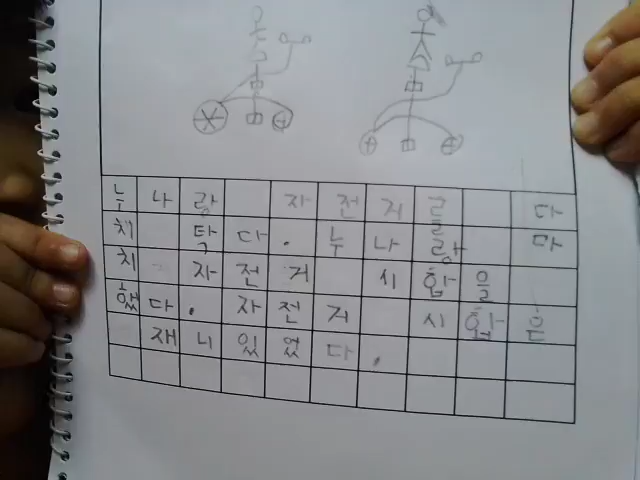 누나랑 자전거를 다
치 탁다. 누나랑 다
치 자전거 시합을
했다. 자전거 시합은
재니있었다.